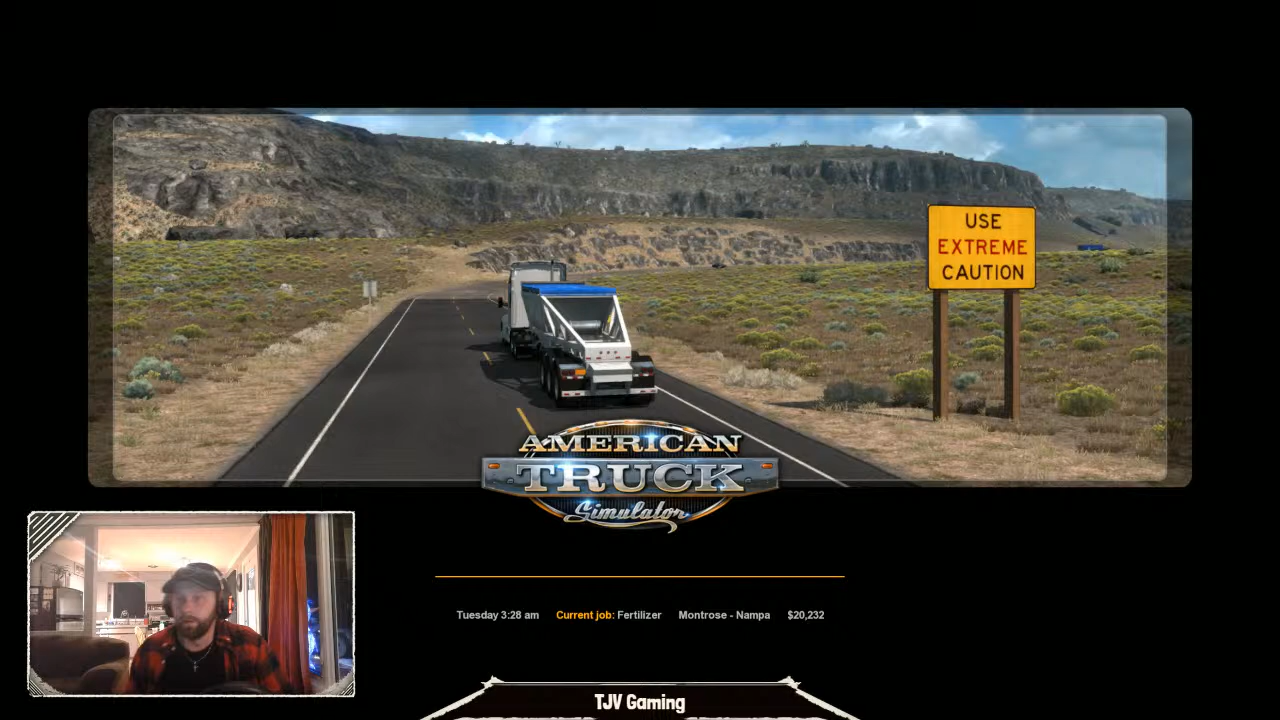 USE
EXTREME
CAUTION
AMERICAN
TRUCK
Simulator
Tuesday 3:28 am Current job: Fertilizer Montrose - Nampa $20,232
TJV Gaming